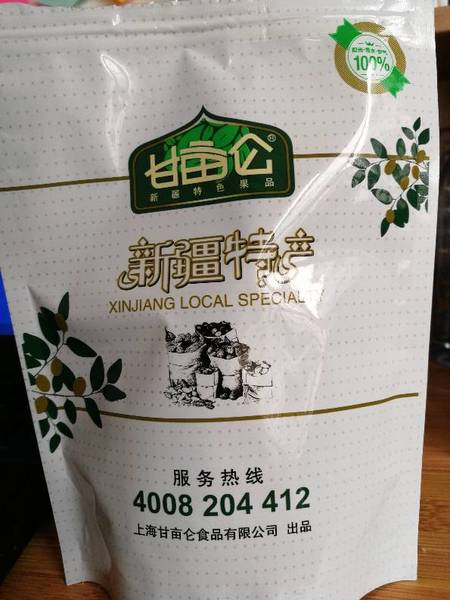 100%
甘亩仑®
新疆特色果品
新疆特产
XINJIANG LOCAL SPECIALTY
服务热线
4008 204 412
上海甘亩仑食品有限公司 出品